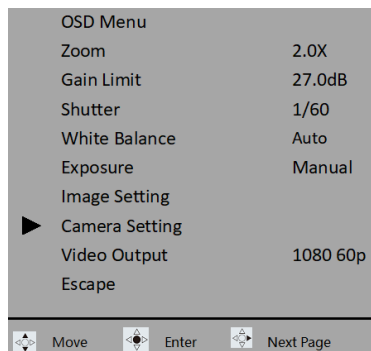 OSD Menu
Zoom 2.0X
Gain Limit 27.0dB
Shutter 1/60
White Balance Auto
Exposure Manual
Image Setting
Camera Setting
Video Output 1080 60p
Escape
Move Enter Next Page